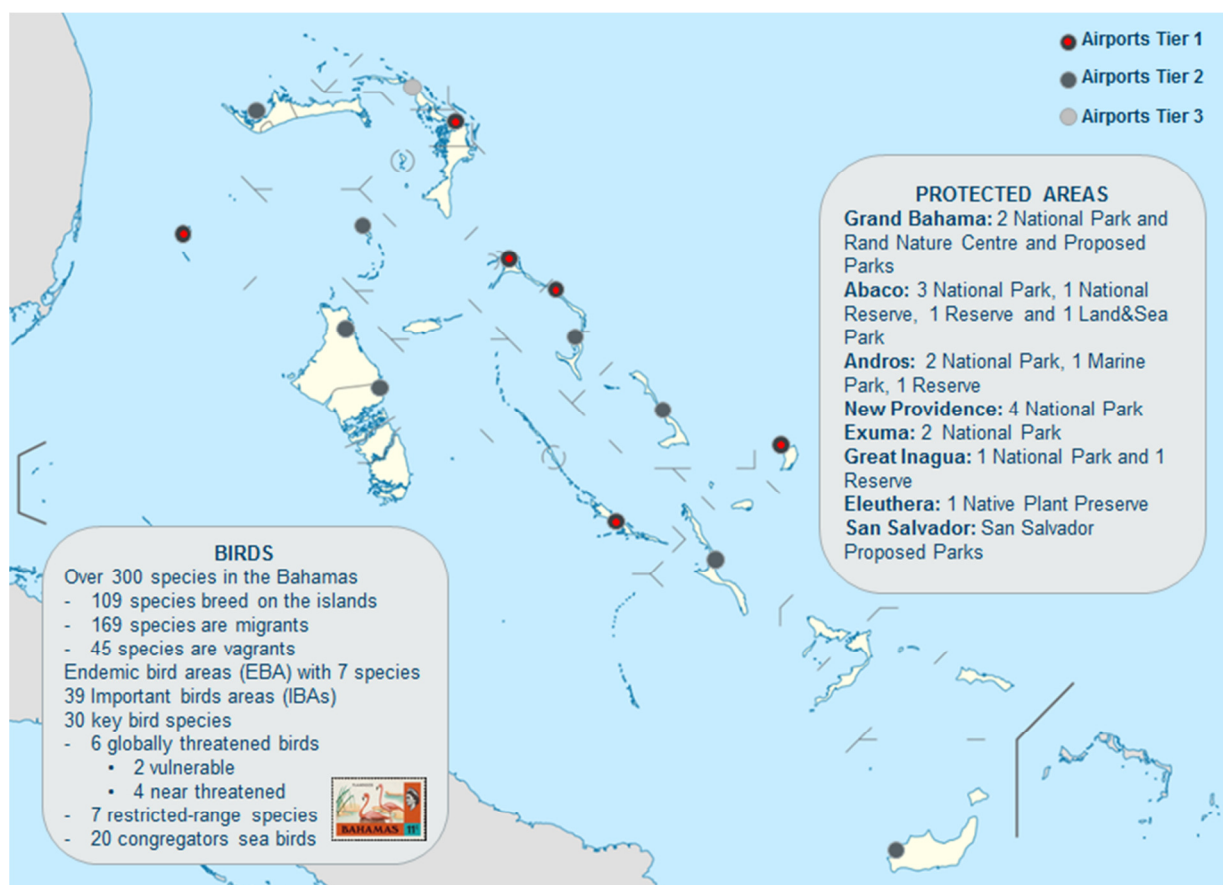 Airports Tier 1
Airports Tier 2
Airports Tier 3
PROTECTED AREAS
Grand Bahama: 2 National Park and
Rand Nature Centre and Proposed
Parks
Abaco: 3 National Park, 1 National
Reserve, 1 Reserve and 1 Land&Sea
Park
Andros: 2 National Park, 1 Marine
Park, 1 Reserve
New Providence: 4 National Park
Exuma: 2 National Park
Great Inagua: 1 National Park and 1
Reserve
Eleuthera: 1 Native Plant Preserve
San Salvador: San Salvador
Proposed Parks
BIRDS
Over 300 species in the Bahamas
- 109 species breed on the islands
- 169 species are migrants
- 45 species are vagrants
Endemic bird areas (EBA) with 7 species
39 Important birds areas (IBAs)
30 key bird species
- 6 globally threatened birds
• 2 vulnerable
• 4 near threatened
- 7 restricted-range species
- 20 congregators sea birds
FLAMINGO
BAHAMAS 11c